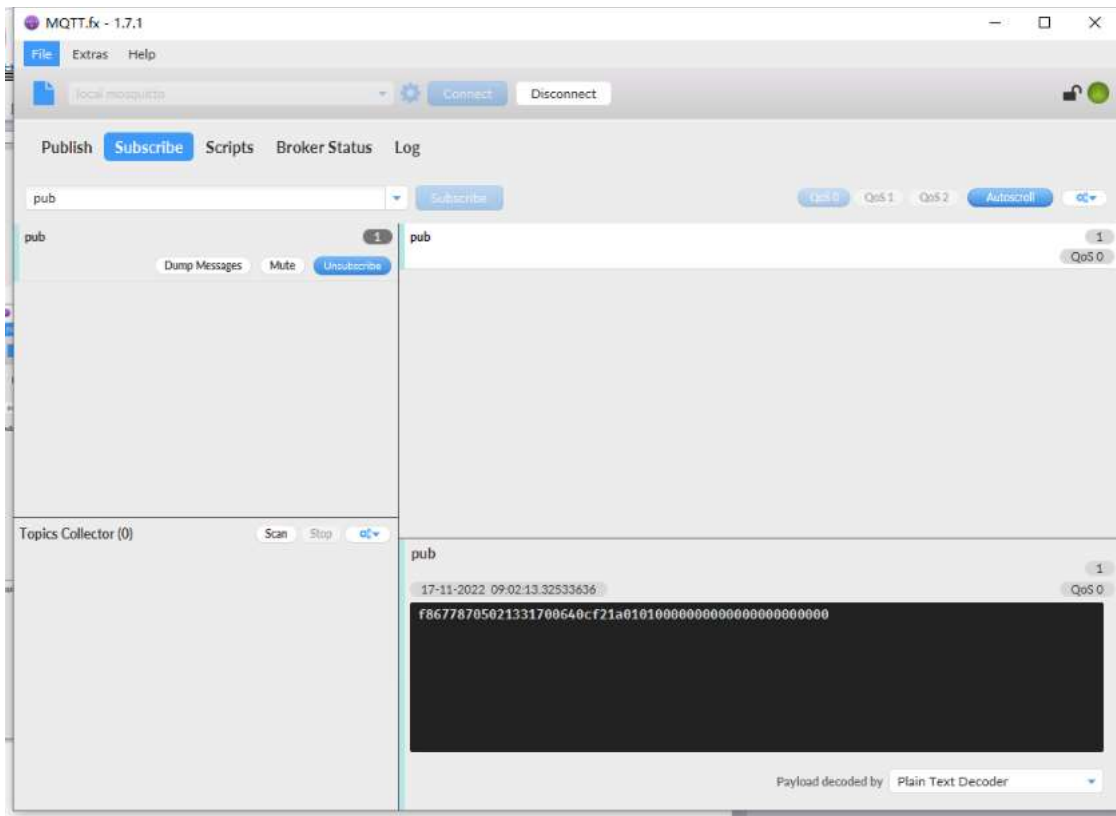 MQTT.fx - 1.7.1
File Extras Help
local mosquitto Connect Disconnect
Publish Subscribe Scripts Broker Status Log
pub Subscribe QoS 0 QoS 1 QoS 2 Autoscroll
pub 1
Dump Messages Mute Unsubscribe
pub 1
QoS 0
Topics Collector (0) Scan Stop
pub
1
17-11-2022 09:02:13.32533636 QoS 0
f867787050213317006​40cf21a01010000000000000000000000
Payload decoded by Plain Text Decoder